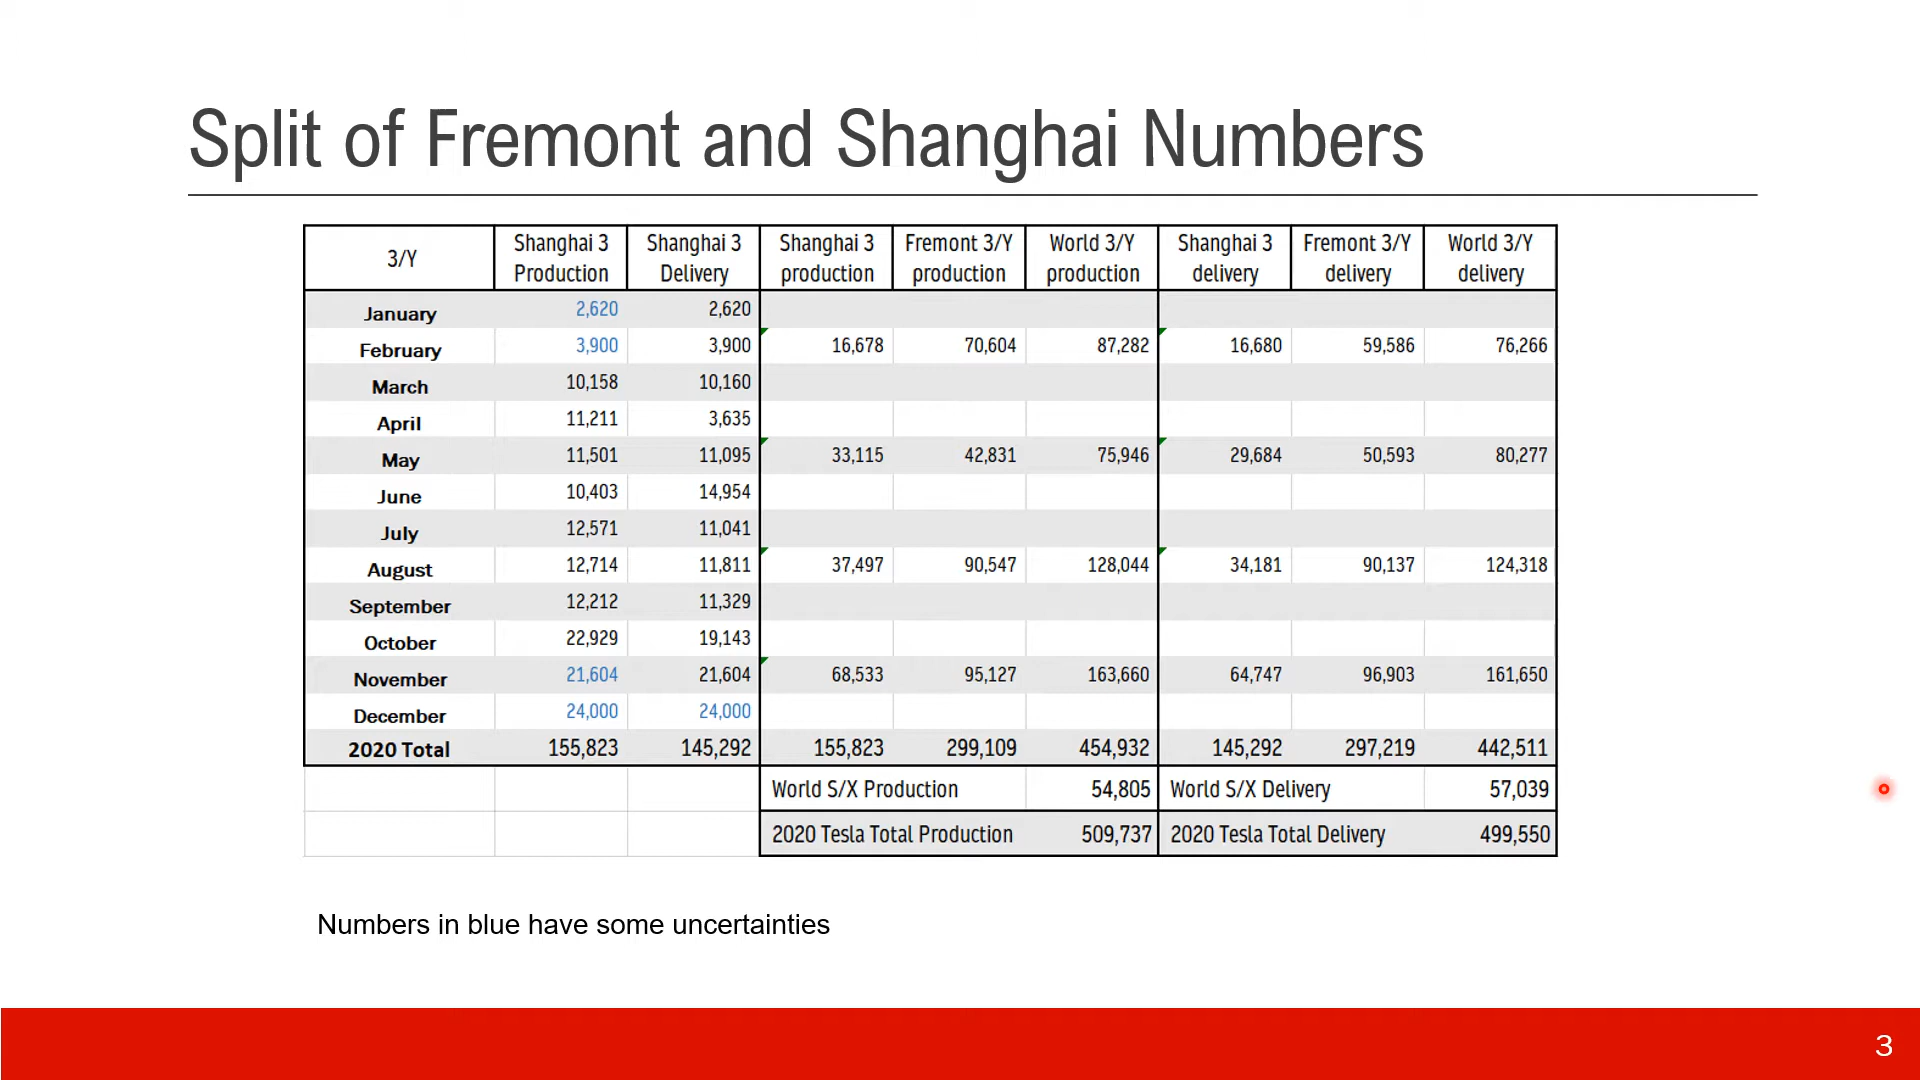 Split of Fremont and Shanghai Numbers
3/Y Shanghai 3 Production Shanghai 3 Delivery Shanghai 3 production Fremont 3/Y production World 3/Y production Shanghai 3 delivery Fremont 3/Y delivery World 3/Y delivery
January 2,620 2,620
February 3,900 3,900 16,678 70,604 87,282 16,680 59,586 76,266
March 10,158 10,160
April 11,211 3,635
May 11,501 11,095 33,115 42,831 75,946 29,684 50,593 80,277
June 10,403 14,954
July 12,571 11,041
August 12,714 11,811 37,497 90,547 128,044 34,181 90,137 124,318
September 12,212 11,329
October 22,929 19,143
November 21,604 21,604 68,533 95,127 163,660 64,747 96,903 161,650
December 24,000 24,000
2020 Total 155,823 145,292 155,823 299,109 454,932 145,292 297,219 442,511
World S/X Production 54,805 World S/X Delivery 57,039
2020 Tesla Total Production 509,737 2020 Tesla Total Delivery 499,550
Numbers in blue have some uncertainties
3